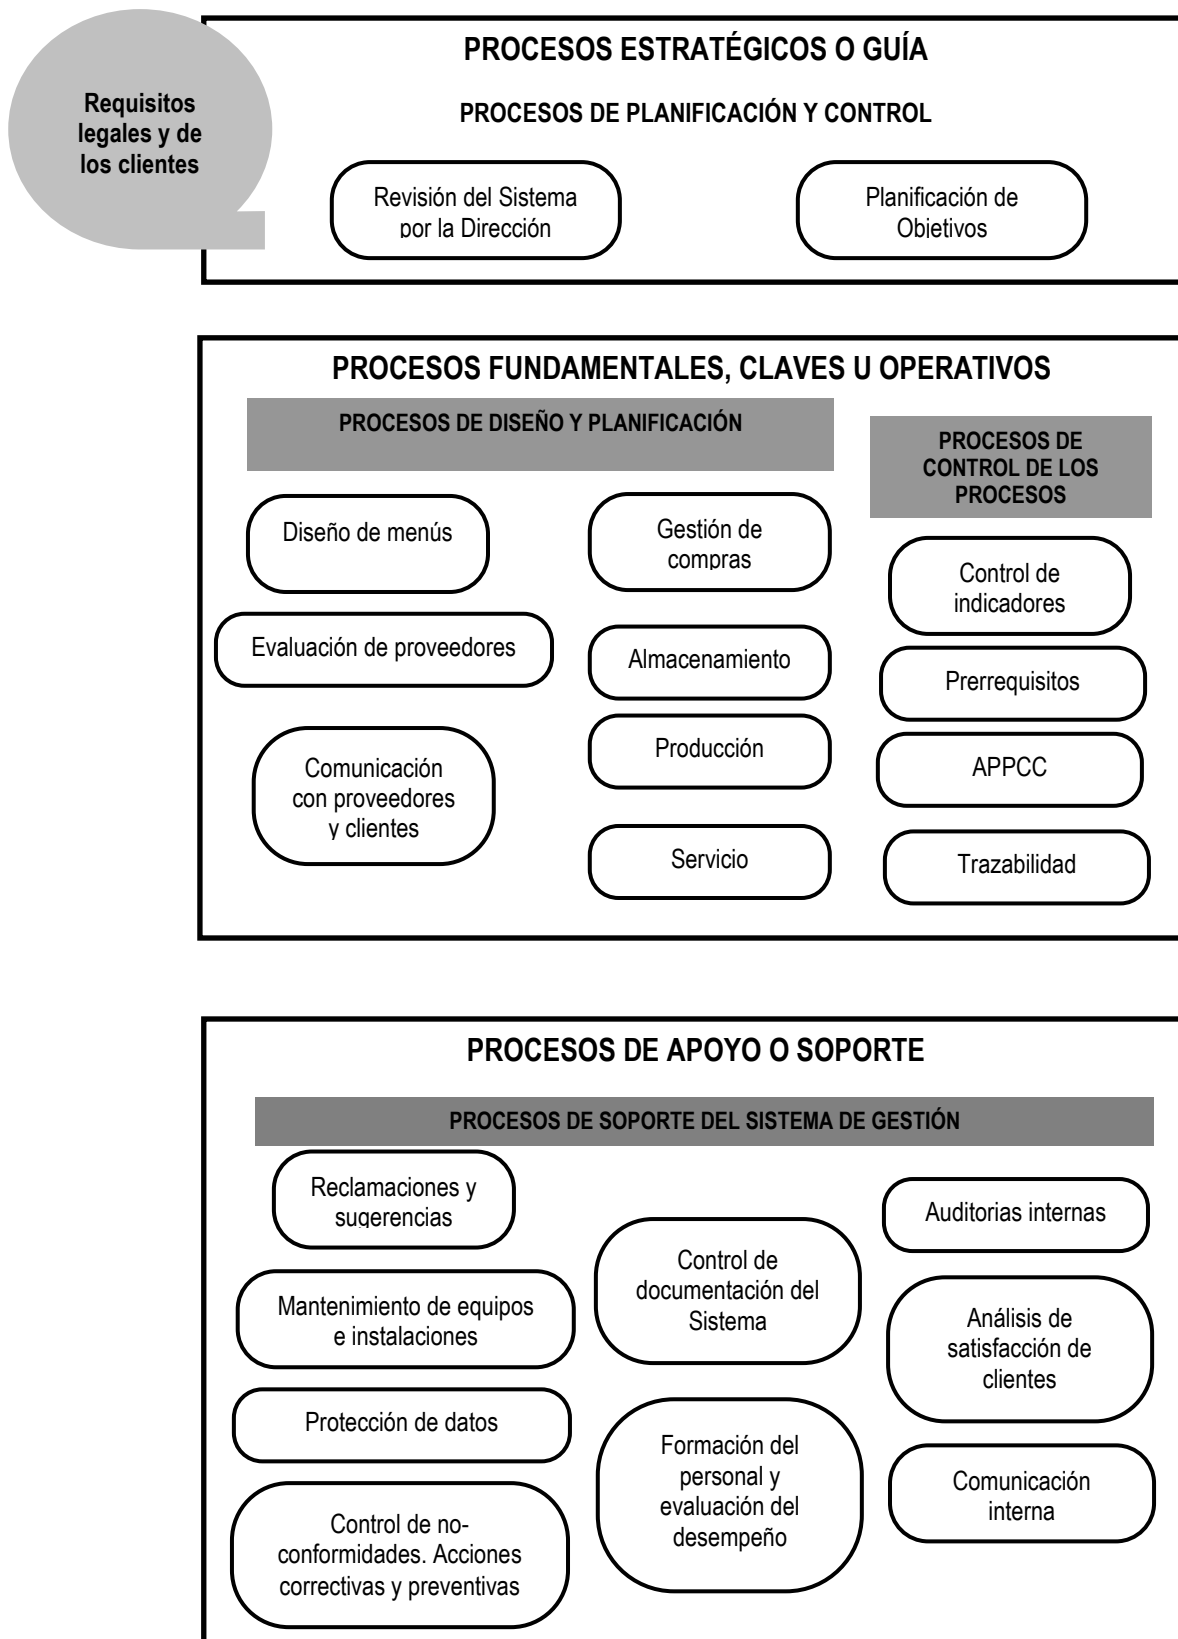 Requisitos
legales y de
los clientes
PROCESOS ESTRATÉGICOS O GUÍA
PROCESOS DE PLANIFICACIÓN Y CONTROL
Revisión del Sistema
por la Dirección
Planificación de
Objetivos
PROCESOS FUNDAMENTALES, CLAVES U OPERATIVOS
PROCESOS DE DISEÑO Y PLANIFICACIÓN
Diseño de menús
Evaluación de proveedores
Comunicación
con proveedores
y clientes
Gestión de
compras
Almacenamiento
Producción
Servicio
PROCESOS DE
CONTROL DE LOS
PROCESOS
Control de
indicadores
Prerrequisitos
APPCC
Trazabilidad
PROCESOS DE APOYO O SOPORTE
PROCESOS DE SOPORTE DEL SISTEMA DE GESTIÓN
Reclamaciones y
sugerencias
Mantenimiento de equipos
e instalaciones
Protección de datos
Control de no-
conformidades. Acciones
correctivas y preventivas
Control de
documentación del
Sistema
Formación del
personal y
evaluación del
desempeño
Auditorias internas
Análisis de
satisfacción de
clientes
Comunicación
interna